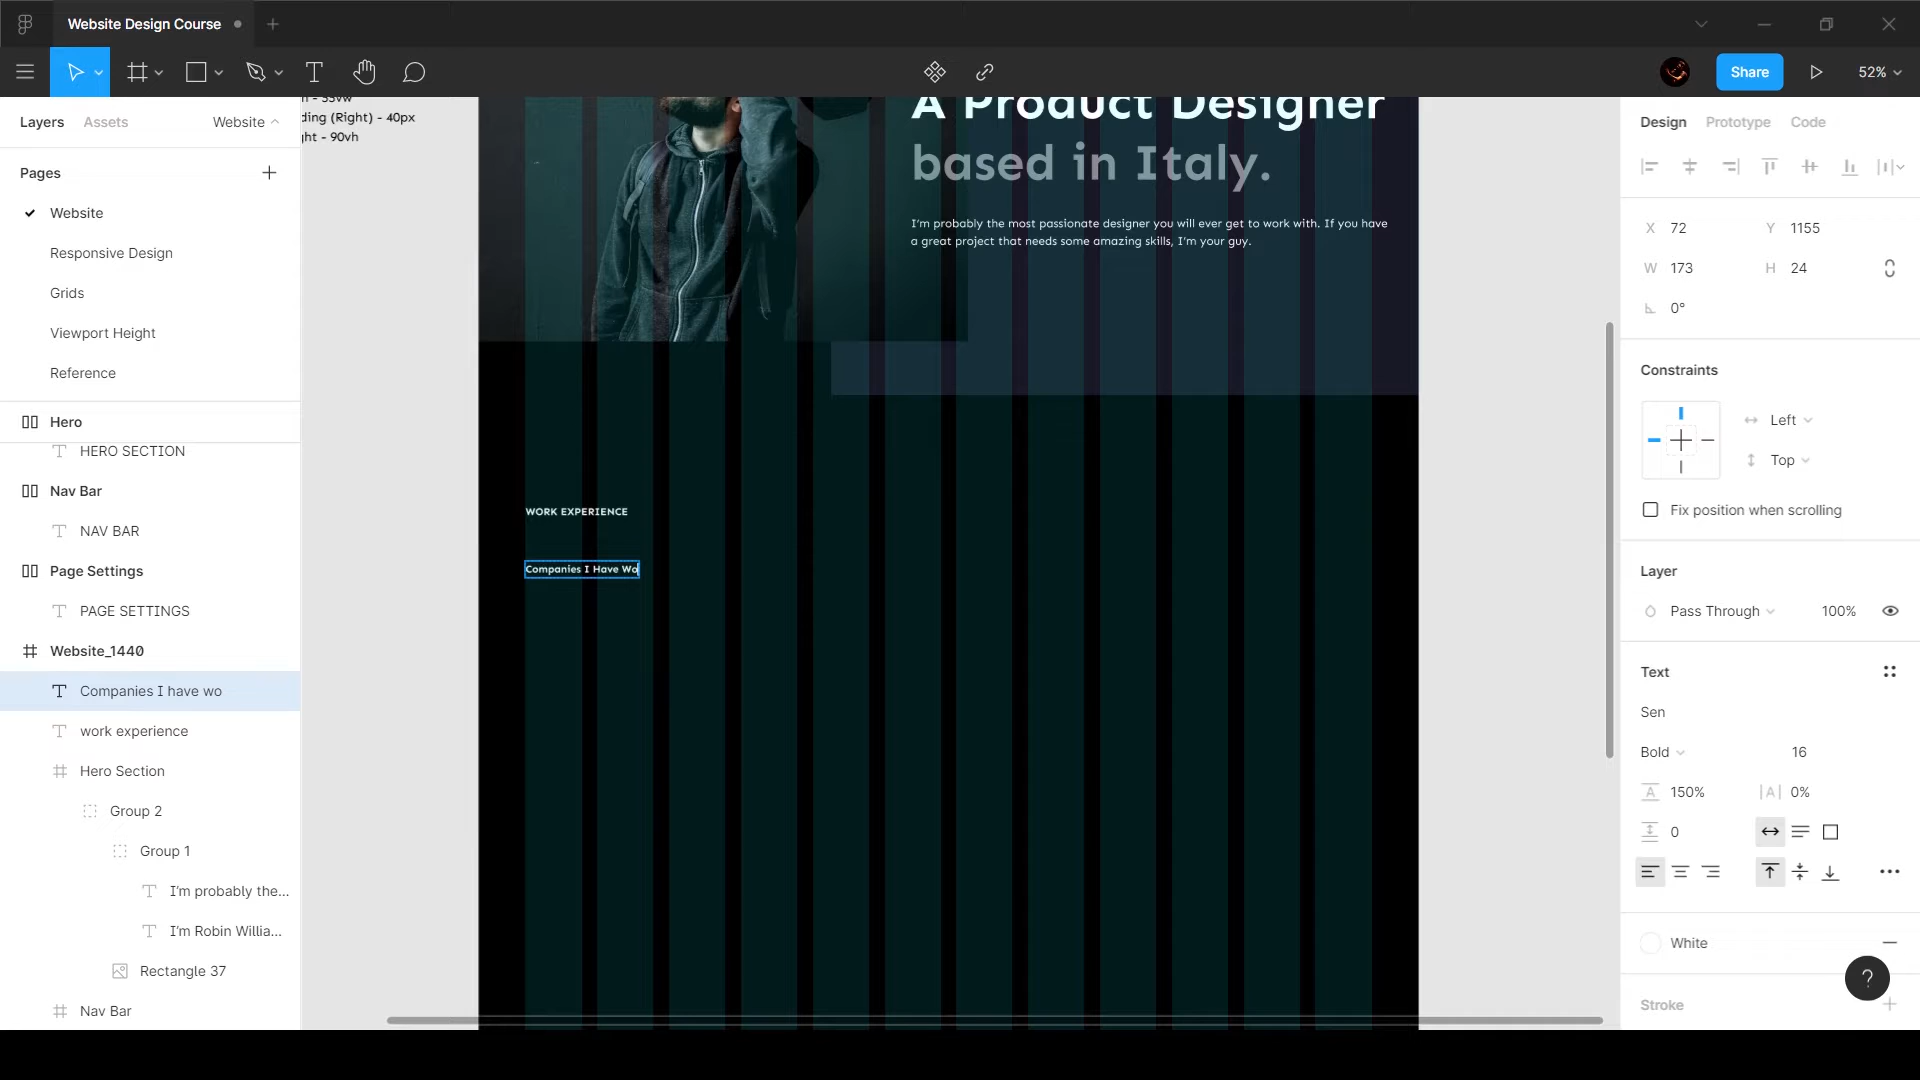 Website Design Course
Share
52%
Layers
Assets
Website
Pages
Website
Responsive Design
Grids
Viewport Height
Reference
Hero
HERO SECTION
Nav Bar
NAV BAR
Page Settings
PAGE SETTINGS
Website_1440
Companies I have wo
work experience
Hero Section
Group 2
Group 1
I'm probably the...
I'm Robin Willia...
Rectangle 37
Nav Bar
- 55vw
ding (Right) - 40px
ght - 90vh
A Product Designer
based in Italy.
I'm probably the most passionate designer you will ever get to work with. If you have
a great project that needs some amazing skills, I'm your guy.
WORK EXPERIENCE
Companies I Have Wo
Design
Prototype
Code
X 72
Y 1155
W 173
H 24
0°
Constraints
Left
Top
Fix position when scrolling
Layer
Pass Through
100%
Text
Sen
Bold
16
150%
|A| 0%
0
White
?
Stroke